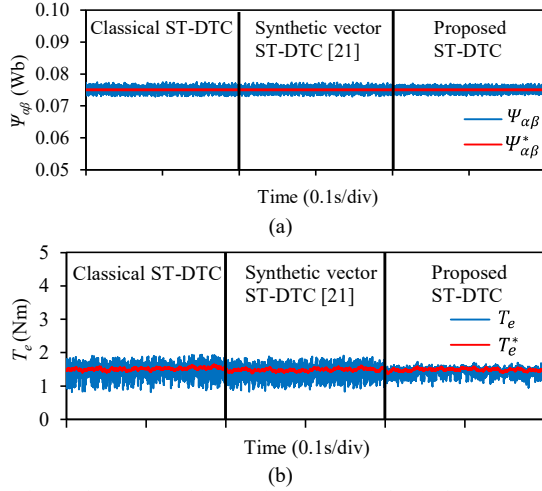 0.10
0.09
0.08
0.07
0.06
0.05
Ψαβ (Wb)
Classical ST-DTC
Synthetic vector
ST-DTC [21]
Proposed
ST-DTC
Ψαβ
Ψ*αβ
Time (0.1s/div)
(a)
5
4
3
2
1
0
Te (Nm)
Classical ST-DTC
Synthetic vector
ST-DTC [21]
Proposed
ST-DTC
Te
T*e
Time (0.1s/div)
(b)